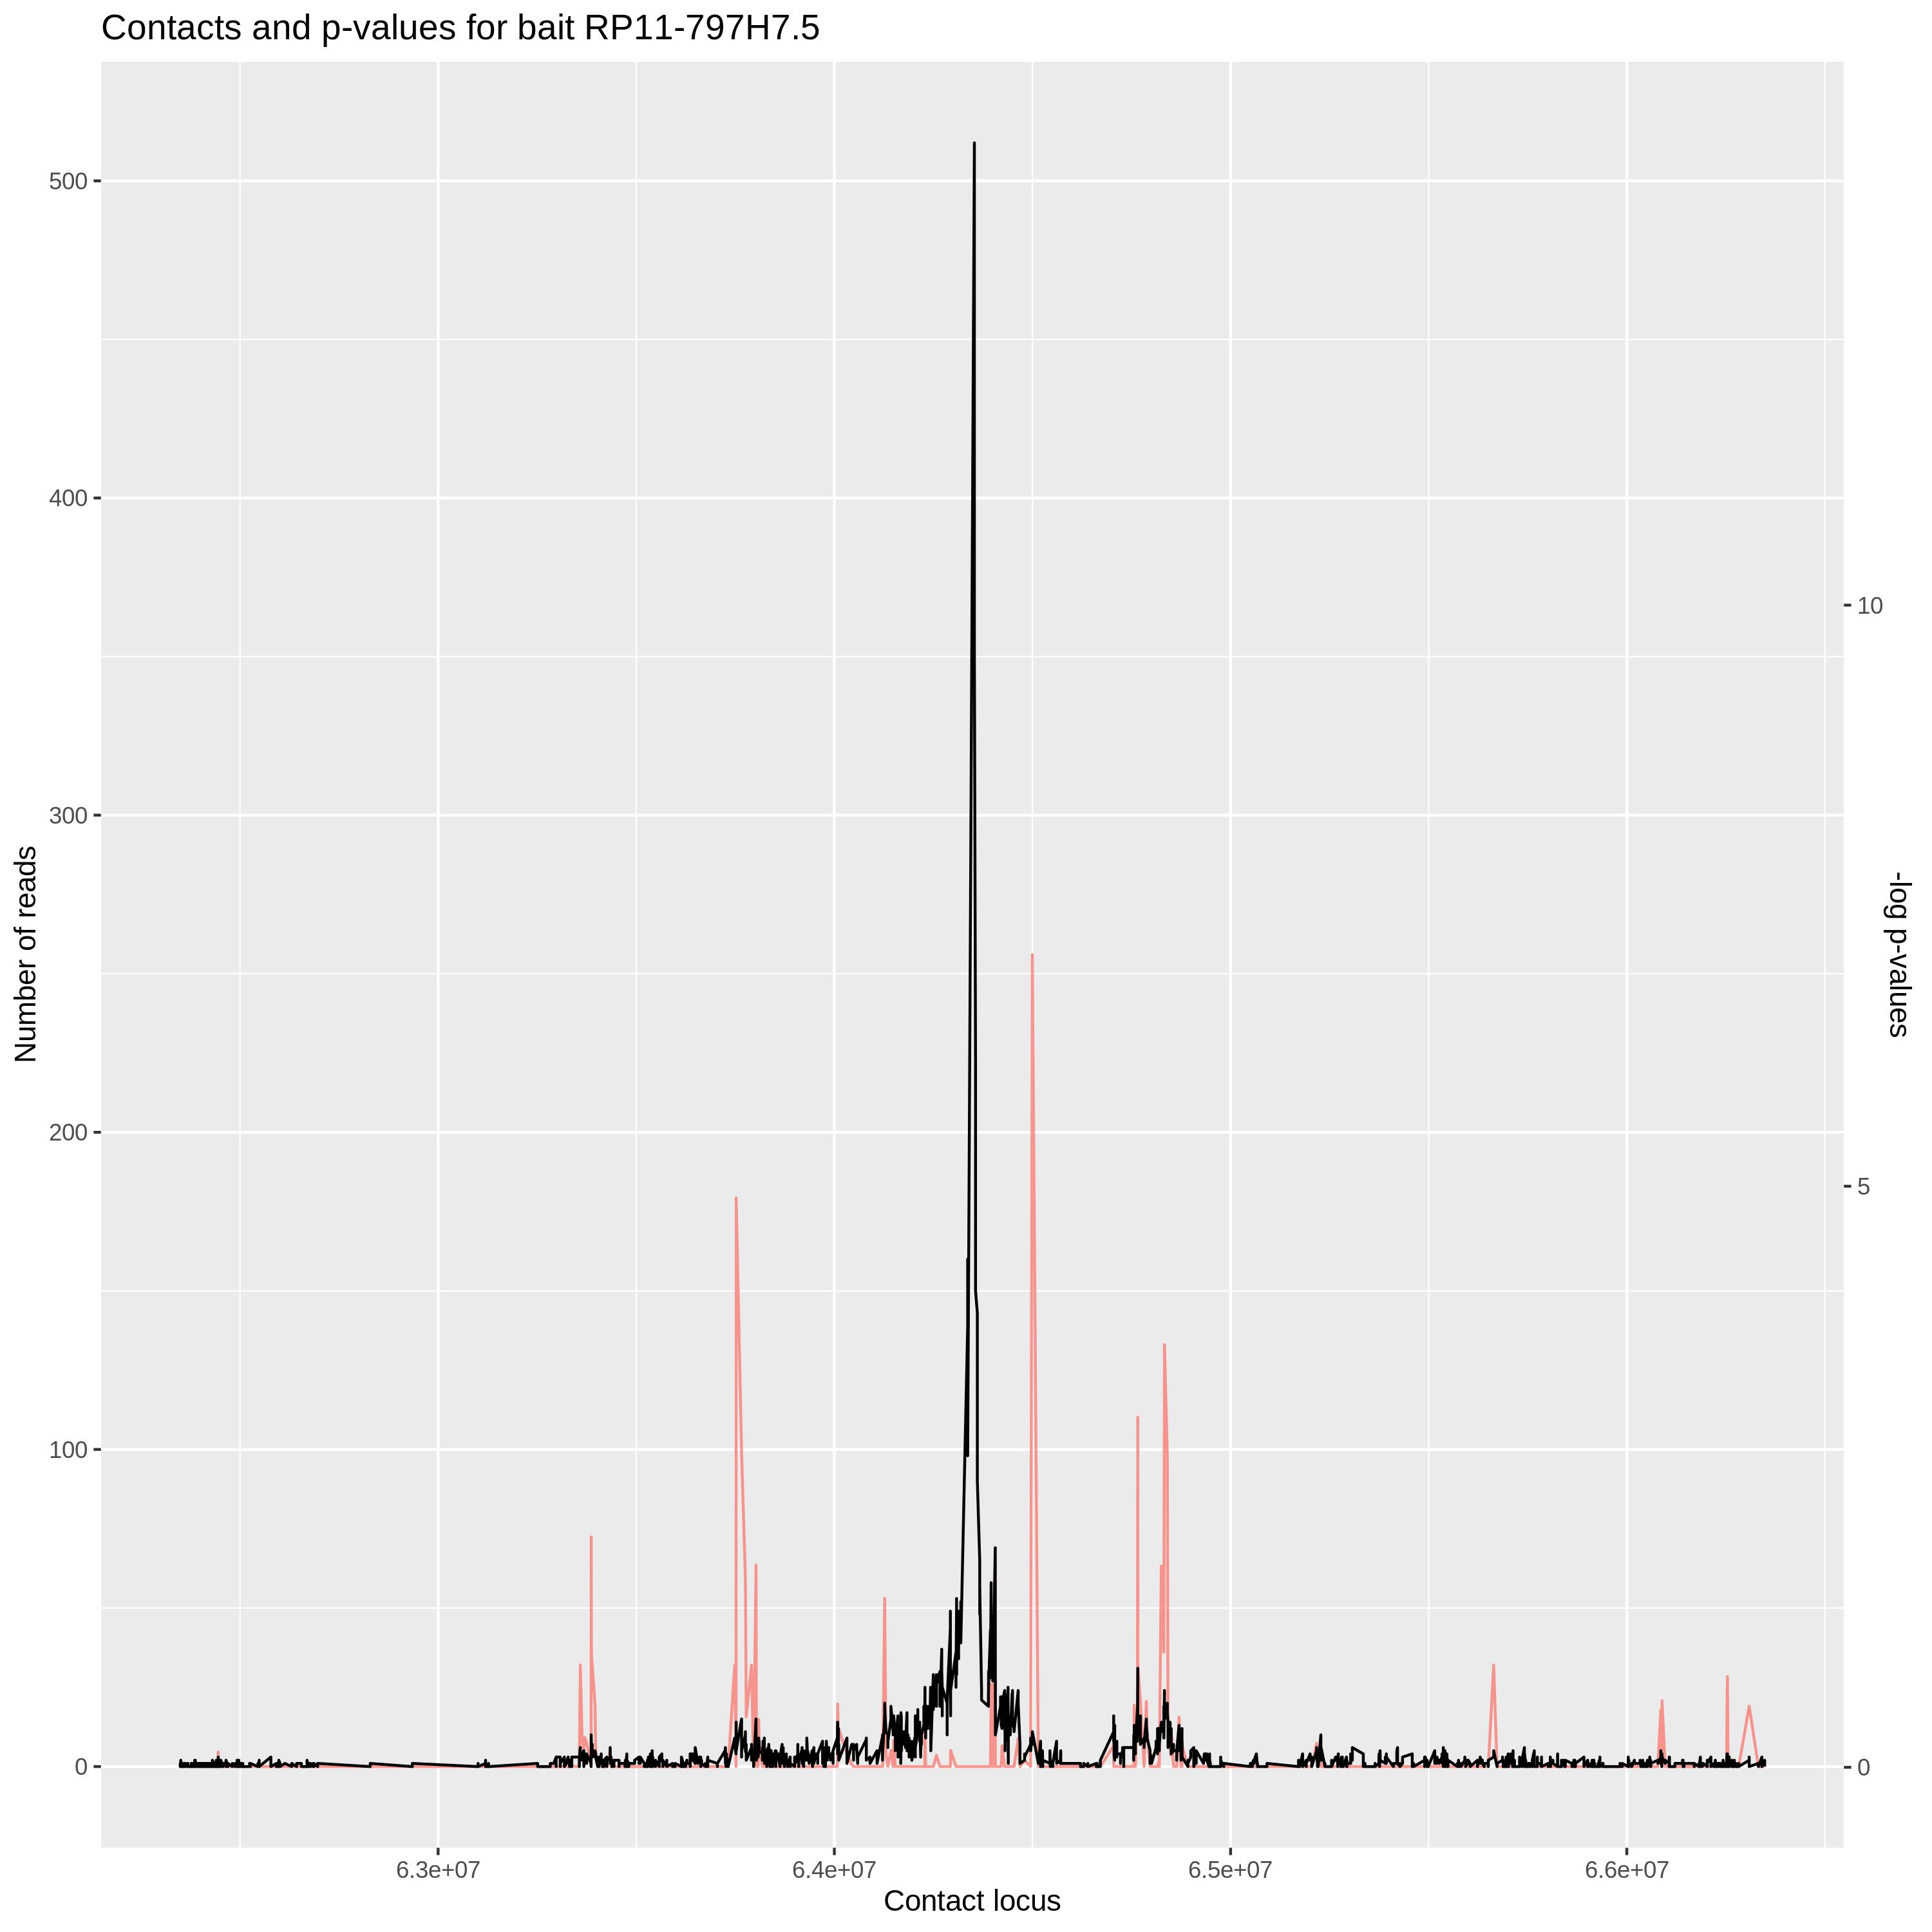 Contacts and p-values for bait RP11-797H7.5
500
400
300
200
100
0
Number of reads
10
5
0
-log p-values
6.3e+07
6.4e+07
6.5e+07
6.6e+07
Contact locus